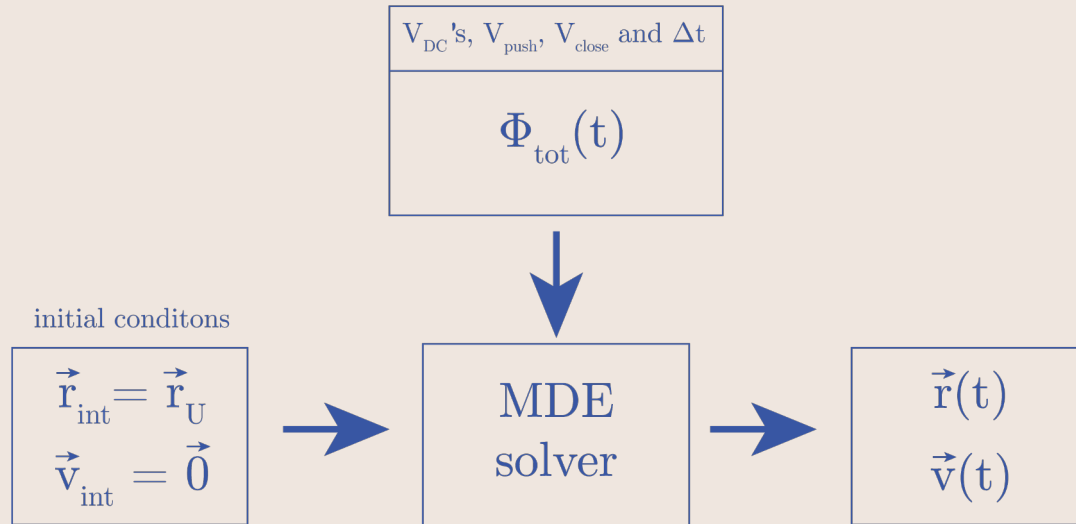 V_DC's, V_push, V_close and Δt
Φ_tot(t)
initial conditons
r⃗_int = r⃗_U
v⃗_int = 0⃗
MDE
solver
r⃗(t)
v⃗(t)